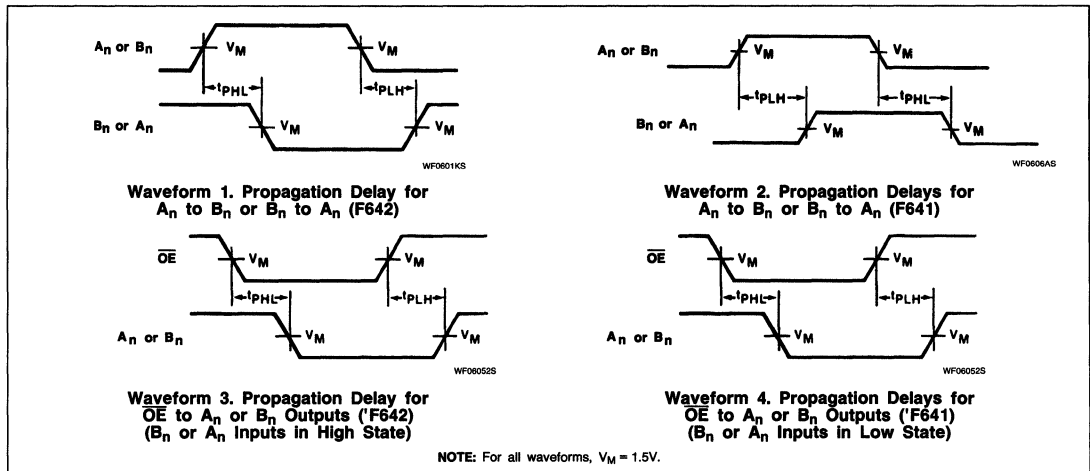 An or Bn
VM
VM
tPHL
tPLH
Bn or An
VM
VM
WF0601KS
Waveform 1. Propagation Delay for
An to Bn or Bn to An (F642)
An or Bn
VM
VM
tPLH
tPHL
Bn or An
VM
VM
WF0606AS
Waveform 2. Propagation Delays for
An to Bn or Bn to An (F641)
OE
VM
VM
tPHL
tPLH
An or Bn
VM
VM
WF06052S
Waveform 3. Propagation Delay for
OE to An or Bn Outputs ('F642)
(Bn or An Inputs in High State)
OE
VM
VM
tPHL
tPLH
An or Bn
VM
VM
WF06052S
Waveform 4. Propagation Delays for
OE to An or Bn Outputs ('F641)
(Bn or An Inputs in Low State)
NOTE: For all waveforms, VM = 1.5V.